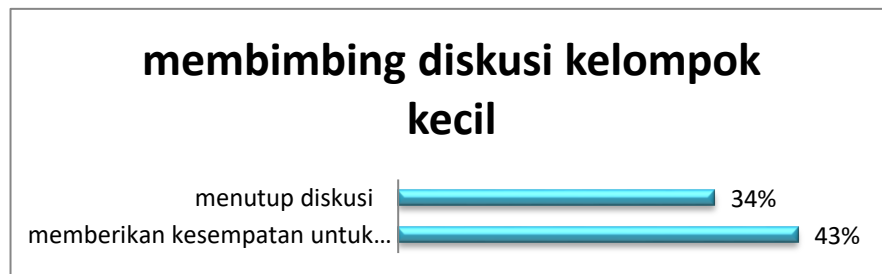 membimbing diskusi kelompok
kecil
menutup diskusi 34%
memberikan kesempatan untuk... 43%